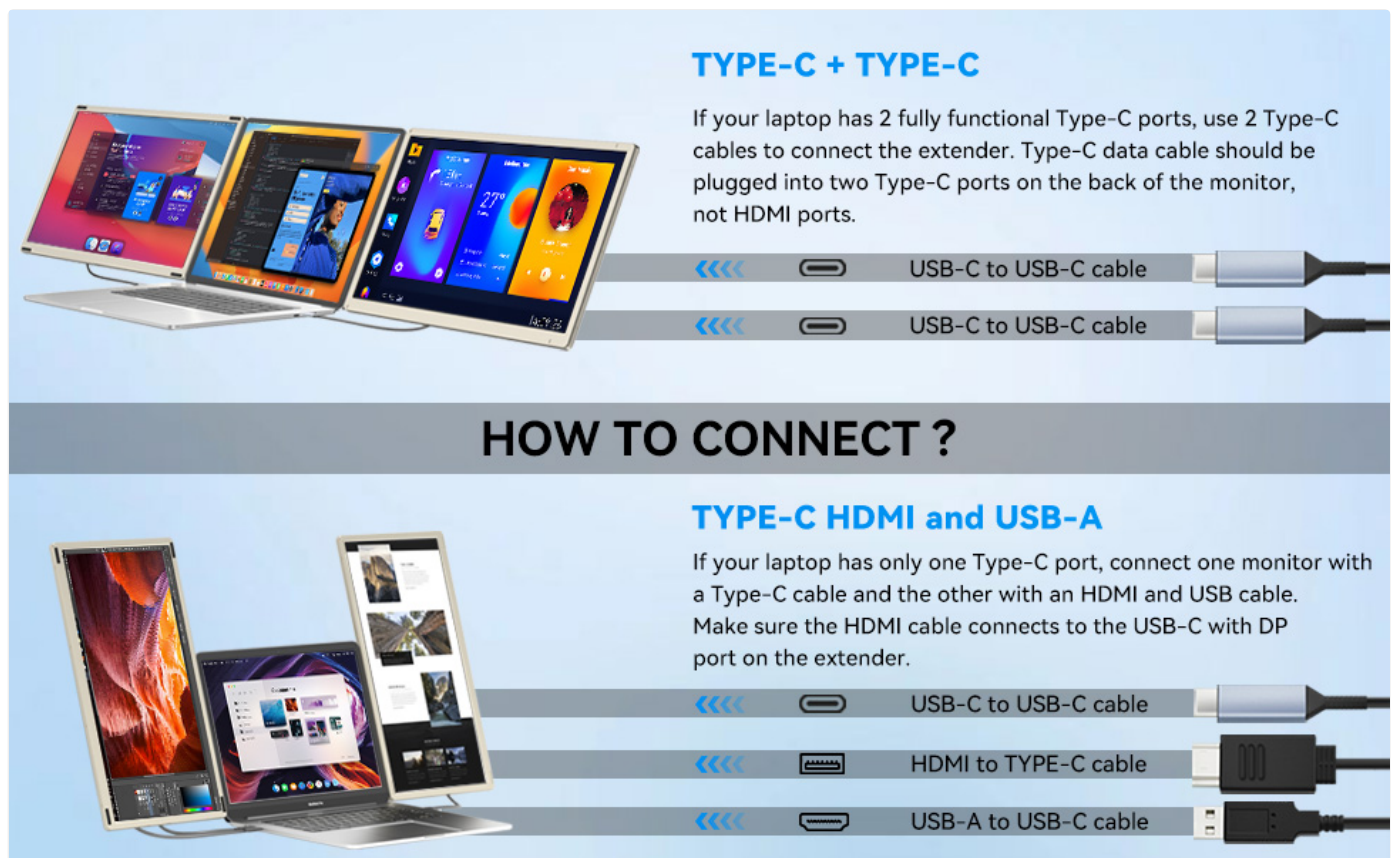 TYPE-C + TYPE-C
If your laptop has 2 fully functional Type-C ports, use 2 Type-C
cables to connect the extender. Type-C data cable should be
plugged into two Type-C ports on the back of the monitor,
not HDMI ports.
USB-C to USB-C cable
USB-C to USB-C cable
HOW TO CONNECT ?
TYPE-C HDMI and USB-A
If your laptop has only one Type-C port, connect one monitor with
a Type-C cable and the other with an HDMI and USB cable.
Make sure the HDMI cable connects to the USB-C with DP
port on the extender.
USB-C to USB-C cable
HDMI to TYPE-C cable
USB-A to USB-C cable